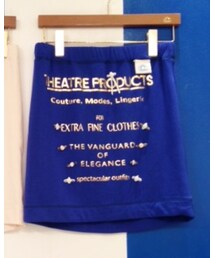 THEATRE PRODUCTS
Couture, Modes, Lingerie
FOR
EXTRA FINE CLOTHES
THE VANGUARD
OF
ELEGANCE
spectacular outfits